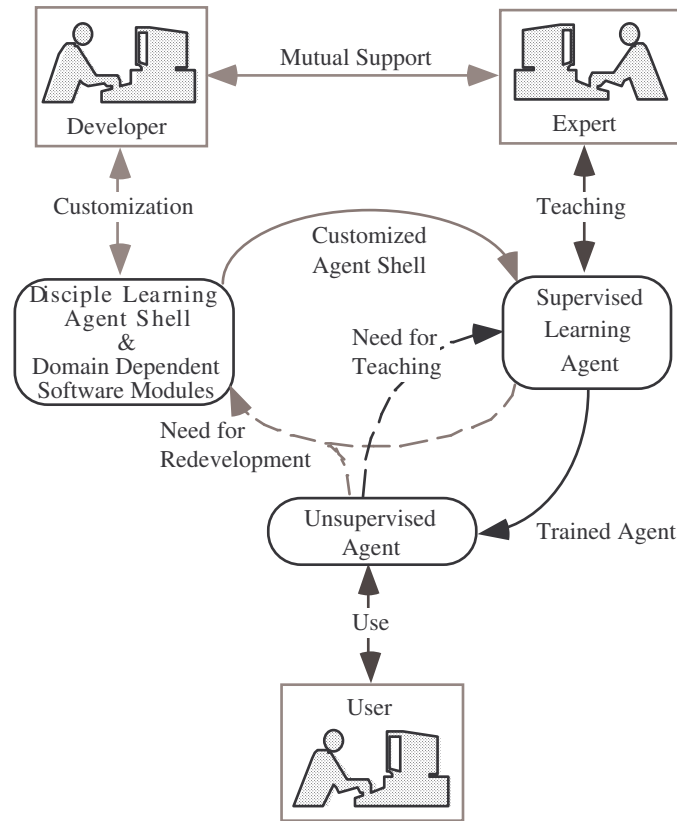 Mutual Support
Developer
Expert
Customization
Teaching
Customized
Agent Shell
Disciple Learning
Agent Shell
&
Domain Dependent
Software Modules
Supervised
Learning
Agent
Need for
Teaching
Need for
Redevelopment
Unsupervised
Agent
Trained Agent
Use
User